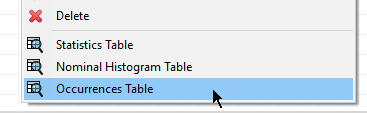 Delete
Statistics Table
Nominal Histogram Table
Occurrences Table